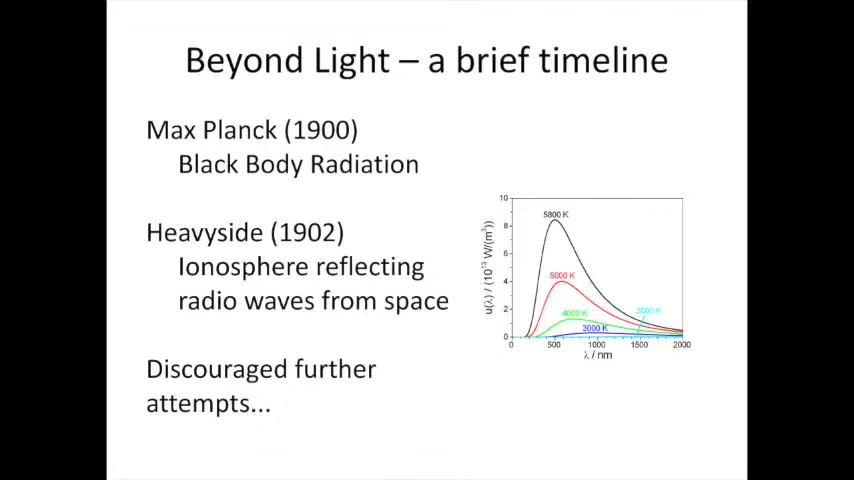 Beyond Light – a brief timeline
Max Planck (1900)
Black Body Radiation
Heavyside (1902)
Ionosphere reflecting
radio waves from space
Discouraged further
attempts...
10
8
6
4
2
0
u(λ) / (10¹³ W/(m³))
5800 K
5000 K
4000 K
3000 K
2000 K
0 500 1000 1500 2000
λ / nm